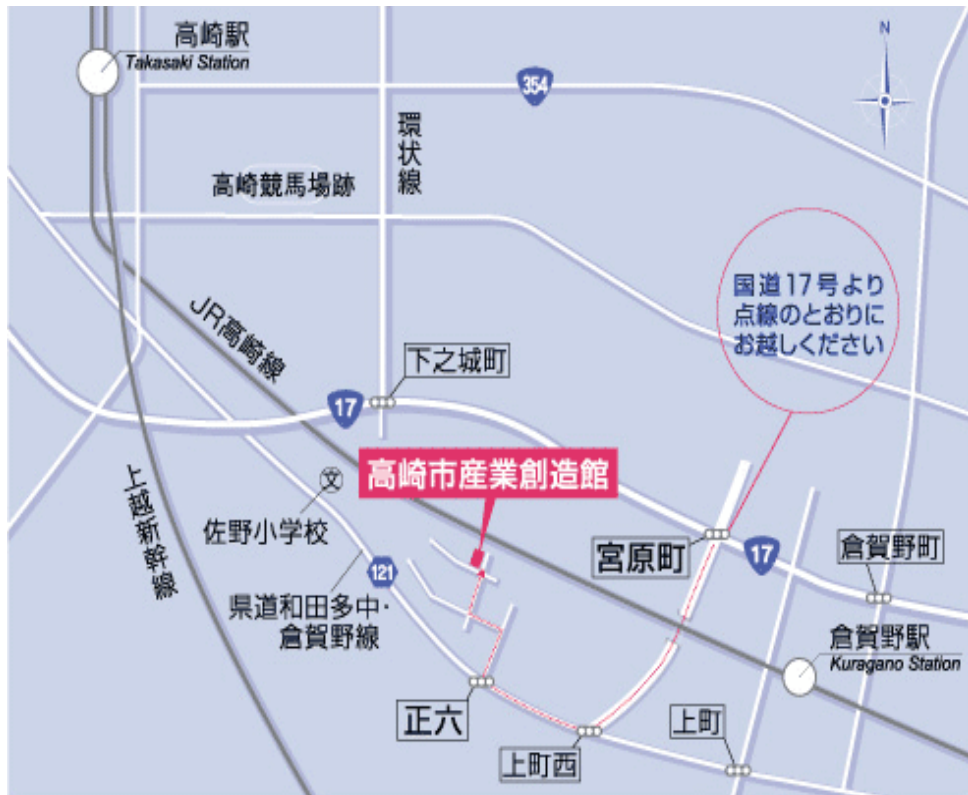 高崎駅
Takasaki Station
N
354
環状線
高崎競馬場跡
国道17号より
点線のとおりに
お越しください
JR高崎線
下之城町
17
高崎市産業創造館
文
佐野小学校
上越新幹線
宮原町
17
倉賀野町
121
県道和田多中・
倉賀野線
倉賀野駅
Kuragano Station
正六
上町西
上町